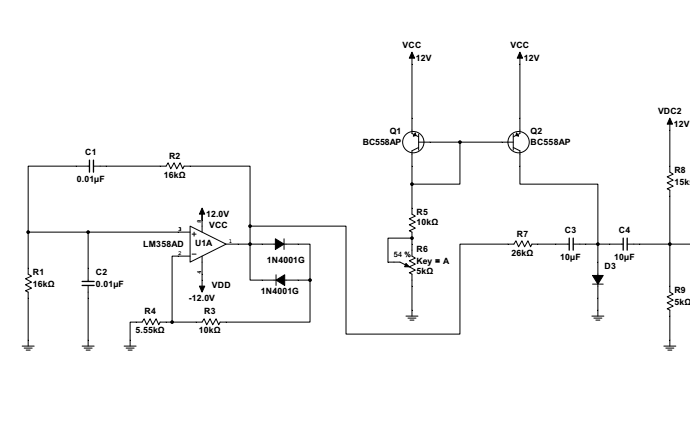 VCC
12V
VCC
12V
VDC2
12V
Q1
BC558AP
Q2
BC558AP
C1
0.01µF
R2
16kΩ
R8
15k
12.0V
VCC
LM358AD
U1A
3
2
1
8
4
VDD
-12.0V
1N4001G
1N4001G
R5
10kΩ
R6
54 %
Key = A
5kΩ
R7
26kΩ
C3
10µF
C4
10µF
D3
R1
16kΩ
C2
0.01µF
R4
5.55kΩ
R3
10kΩ
R9
5kΩ